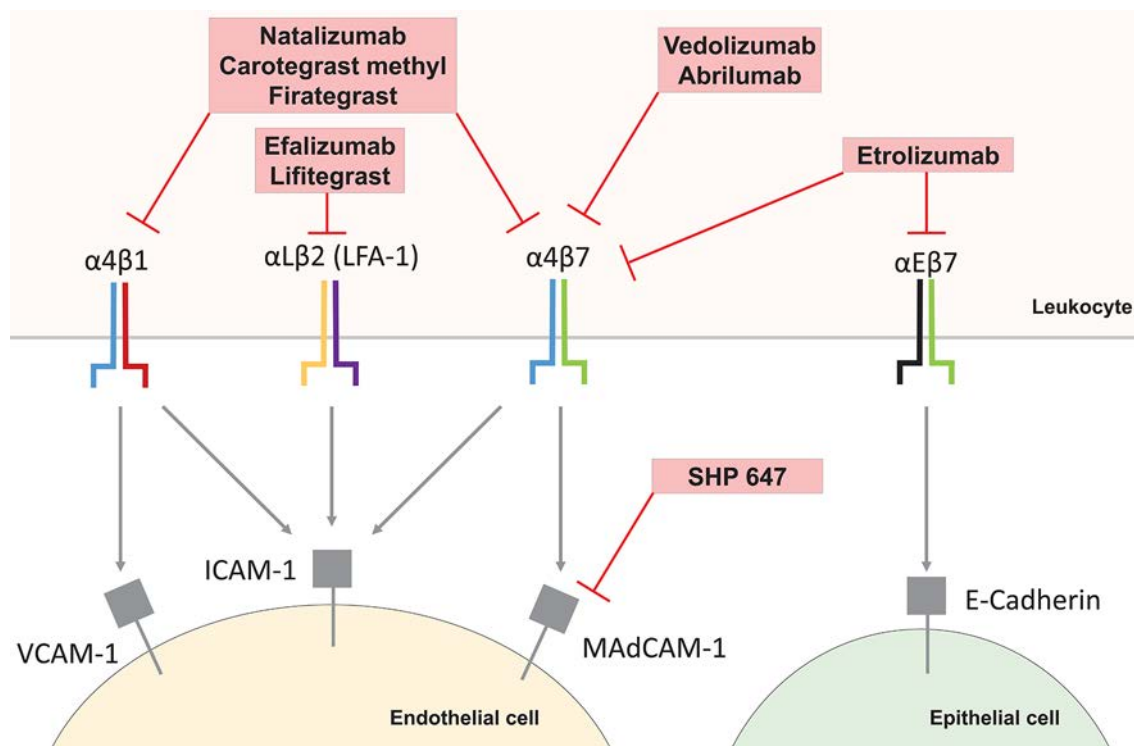 Natalizumab
Carotegrast methyl
Firategrast
Vedolizumab
Abrilumab
Efalizumab
Lifitegrast
Etrolizumab
α4β1
αLβ2 (LFA-1)
α4β7
αEβ7
Leukocyte
SHP 647
ICAM-1
E-Cadherin
VCAM-1
MAdCAM-1
Endothelial cell
Epithelial cell